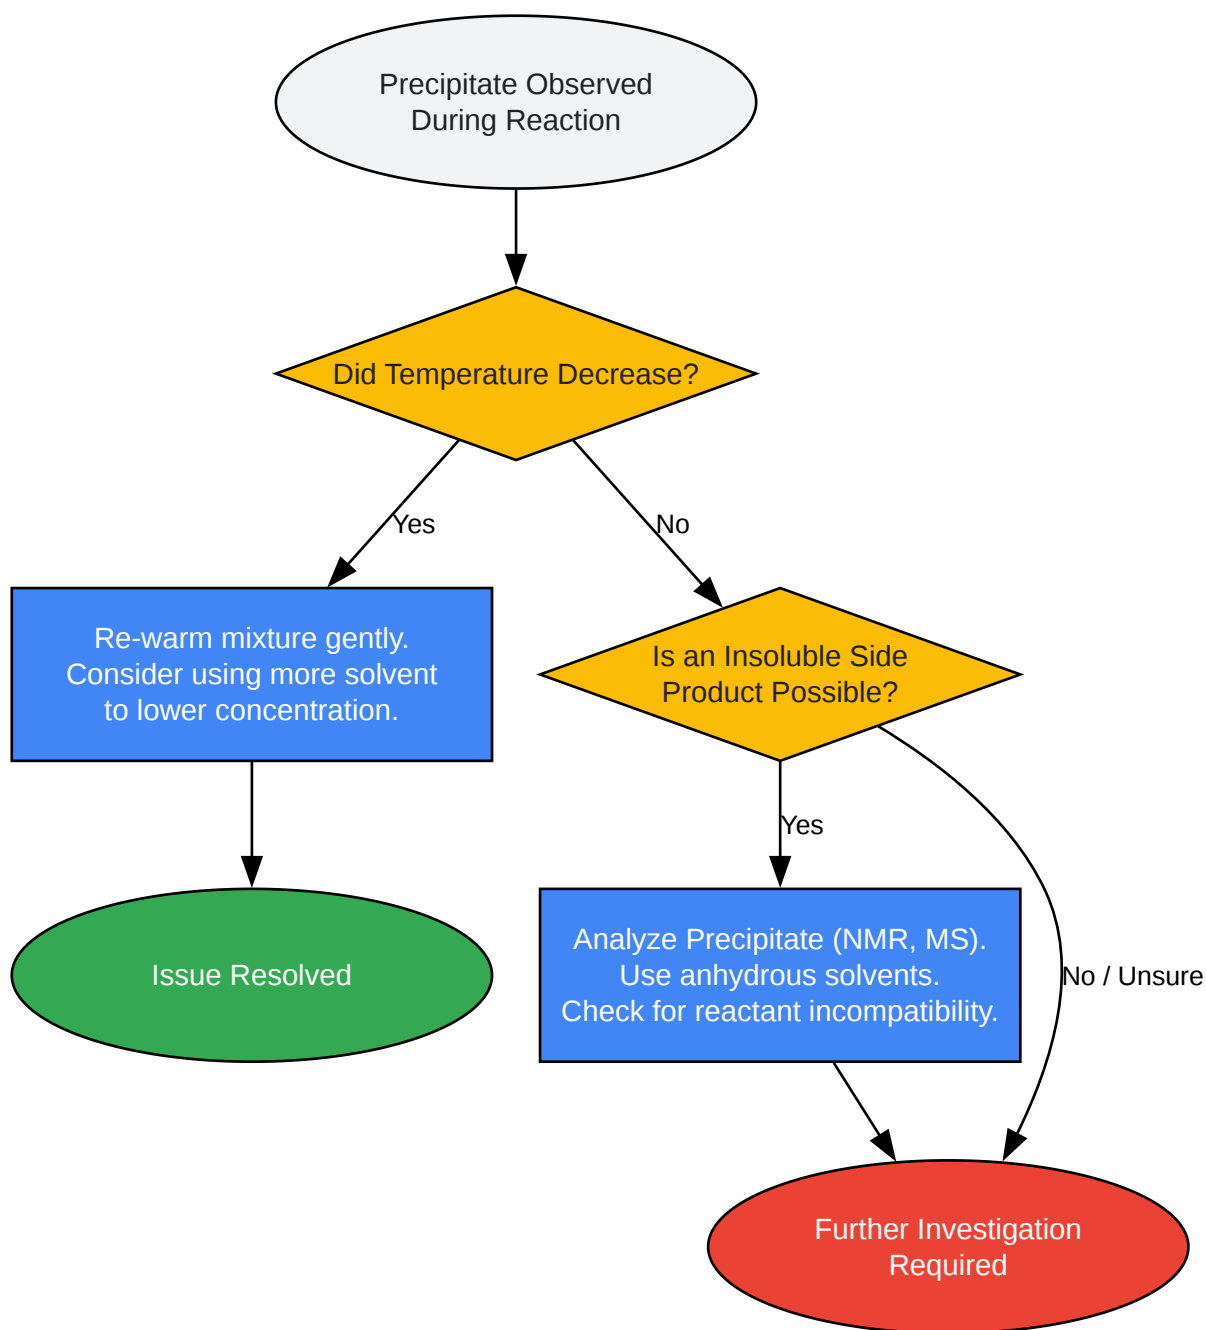 Precipitate Observed
During Reaction
Did Temperature Decrease?
Yes
No
Re-warm mixture gently.
Consider using more solvent
to lower concentration.
Is an Insoluble Side
Product Possible?
Yes
No / Unsure
Issue Resolved
Analyze Precipitate (NMR, MS).
Use anhydrous solvents.
Check for reactant incompatibility.
Further Investigation
Required